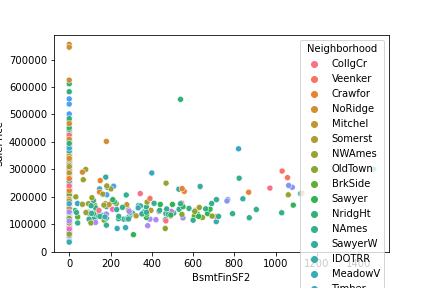 Neighborhood
CollgCr
Veenker
Crawfor
NoRidge
Mitchel
Somerst
NWAmes
OldTown
BrkSide
Sawyer
NridgHt
NAmes
SawyerW
IDOTRR
MeadowV
Timber
SalePrice
700000
600000
500000
400000
300000
200000
100000
0
0 200 400 600 800 1000 1200 1400
BsmtFinSF2